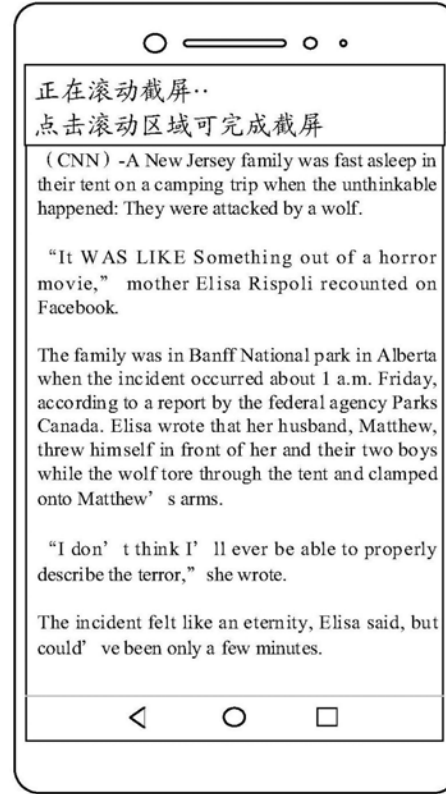 正在滚动截屏··
点击滚动区域可完成截屏
（CNN）-A New Jersey family was fast asleep in
their tent on a camping trip when the unthinkable
happened: They were attacked by a wolf.
“It WAS LIKE Something out of a horror
movie,” mother Elisa Rispoli recounted on
Facebook.
The family was in Banff National park in Alberta
when the incident occurred about 1 a.m. Friday,
according to a report by the federal agency Parks
Canada. Elisa wrote that her husband, Matthew,
threw himself in front of her and their two boys
while the wolf tore through the tent and clamped
onto Matthew’s arms.
“I don’t think I’ll ever be able to properly
describe the terror,” she wrote.
The incident felt like an eternity, Elisa said, but
could’ve been only a few minutes.